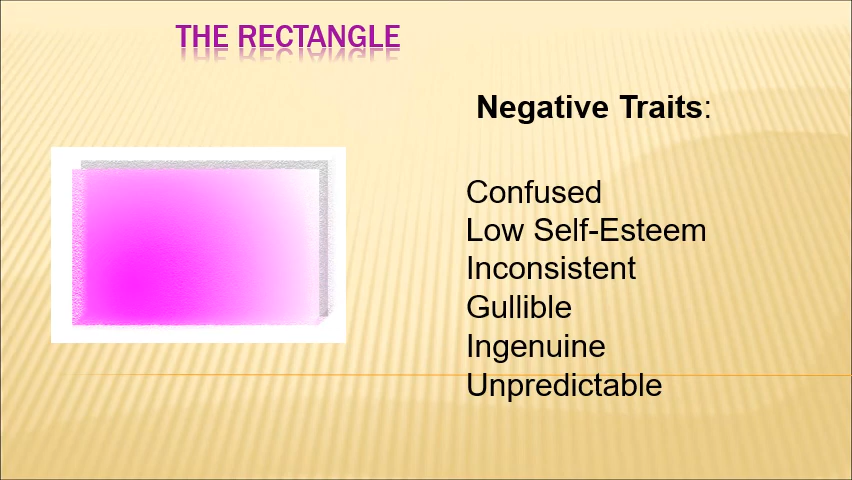 THE RECTANGLE
Negative Traits:
Confused
Low Self-Esteem
Inconsistent
Gullible
Ingenuine
Unpredictable